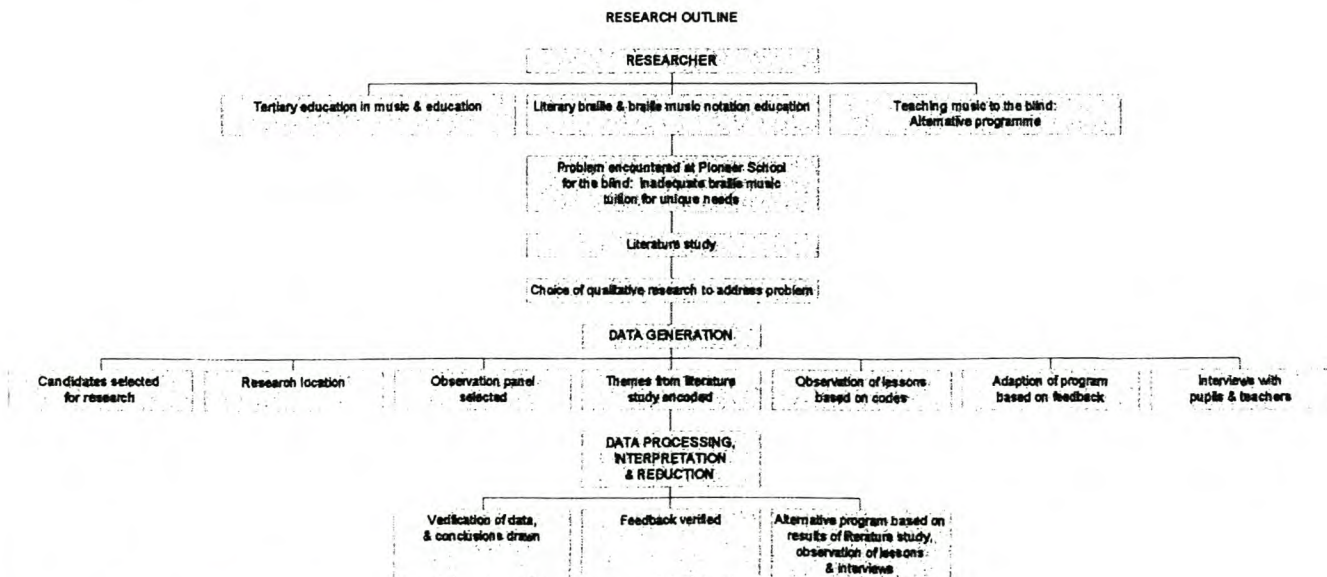 RESEARCH OUTLINE
RESEARCHER
Tertiary education in music & education
Literary braille & braille music notation education
Teaching music to the blind:
Alternative programme
Problem encountered at Pioneer School
for the blind: Inadequate braille music
tuition for unique needs
Literature study
Choice of qualitative research to address problem
DATA GENERATION
Candidates selected
for research
Research location
Observation panel
selected
Themes from literature
study encoded
Observation of lessons
based on codes
Adaption of program
based on feedback
Interviews with
pupils & teachers
DATA PROCESSING,
INTERPRETATION
& REDUCTION
Verification of data,
& conclusions drawn
Feedback verified
Alternative program based on
results of literature study,
observation of lessons
& interviews